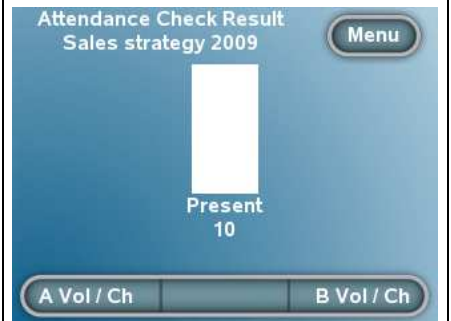 Attendance Check Result
Sales strategy 2009
Menu
Present
10
A Vol / Ch
B Vol / Ch